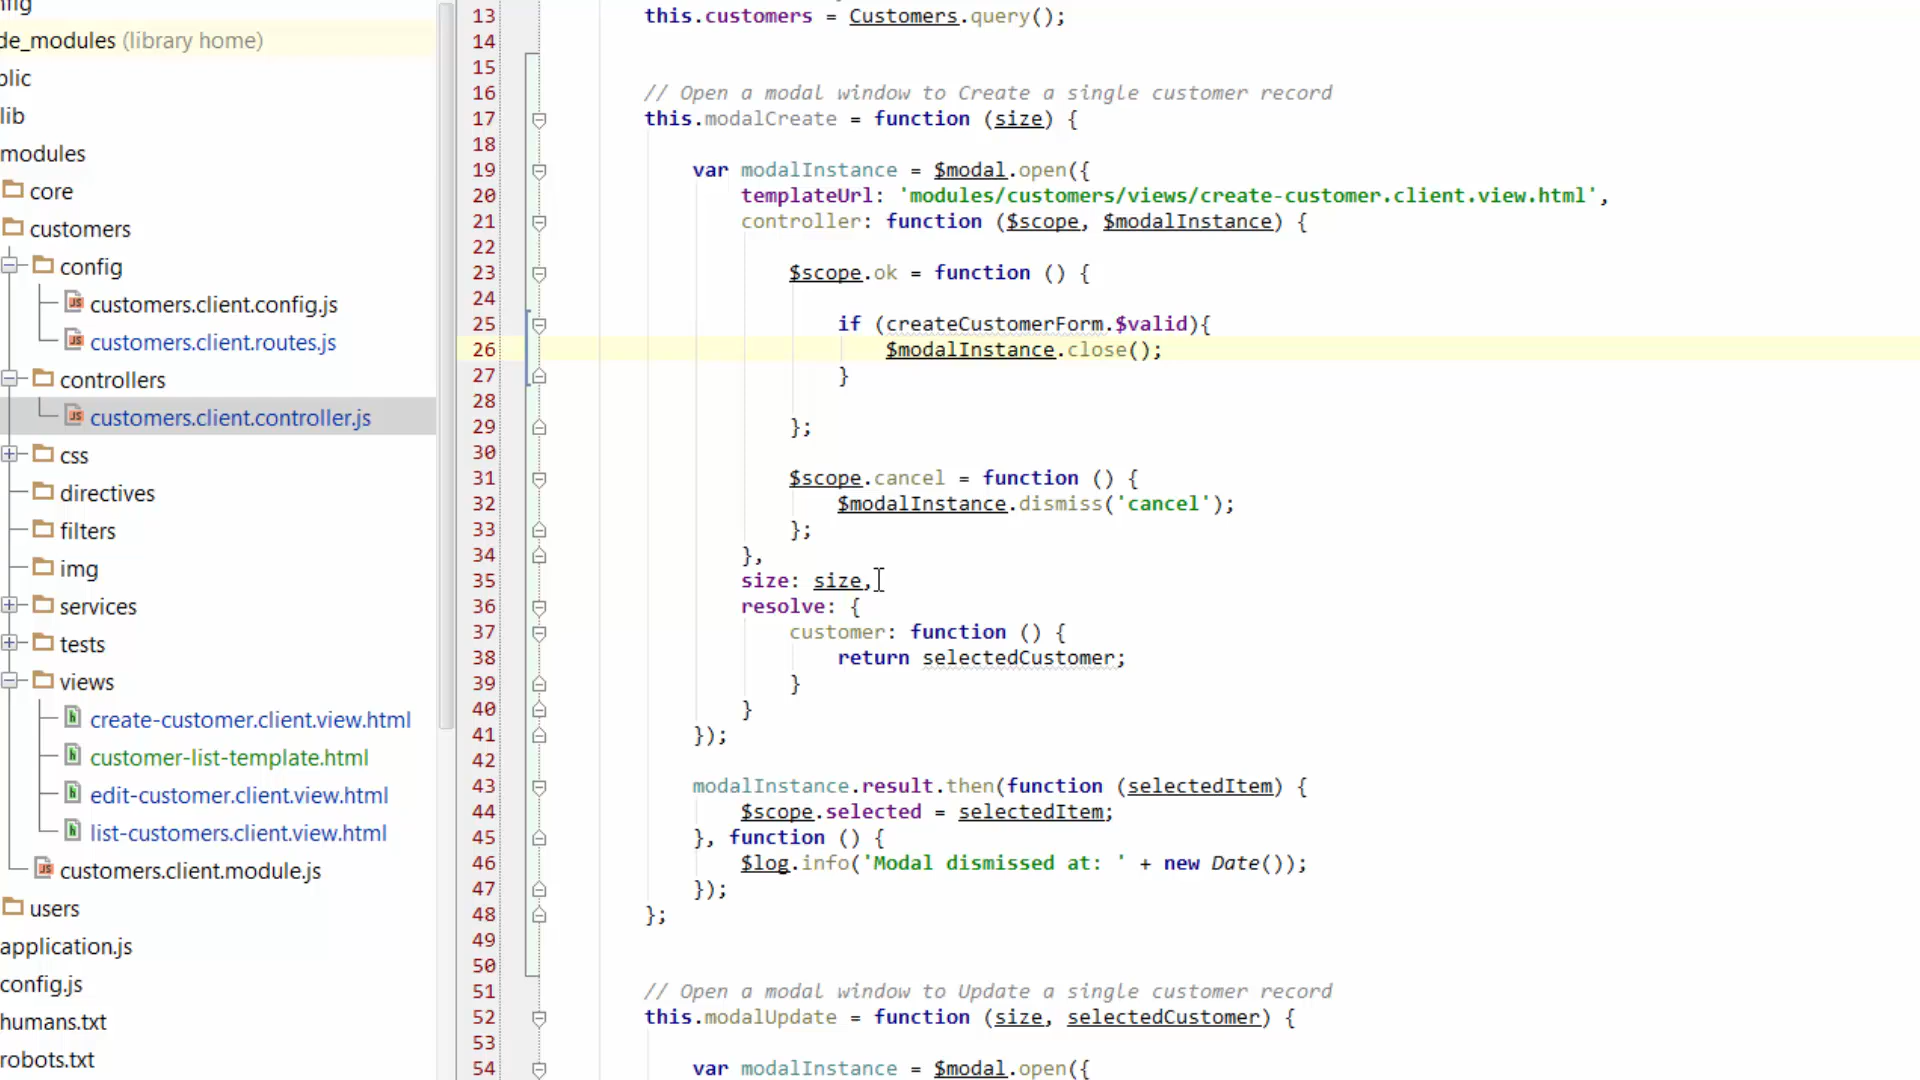 nfig
de_modules (library home)
blic
lib
modules
core
customers
config
customers.client.config.js
customers.client.routes.js
controllers
customers.client.controller.js
css
directives
filters
img
services
tests
views
create-customer.client.view.html
customer-list-template.html
edit-customer.client.view.html
list-customers.client.view.html
customers.client.module.js
users
application.js
config.js
humans.txt
robots.txt
13 this.customers = Customers.query();
14
15
16 // Open a modal window to Create a single customer record
17 this.modalCreate = function (size) {
18
19 var modalInstance = $modal.open({
20 templateUrl: 'modules/customers/views/create-customer.client.view.html',
21 controller: function ($scope, $modalInstance) {
22
23 $scope.ok = function () {
24
25 if (createCustomerForm.$valid){
26 $modalInstance.close();
27 }
28
29 };
30
31 $scope.cancel = function () {
32 $modalInstance.dismiss('cancel');
33 };
34 },
35 size: size,
36 resolve: {
37 customer: function () {
38 return selectedCustomer;
39 }
40 }
41 });
42
43 modalInstance.result.then(function (selectedItem) {
44 $scope.selected = selectedItem;
45 }, function () {
46 $log.info('Modal dismissed at: ' + new Date());
47 });
48 };
49
50
51 // Open a modal window to Update a single customer record
52 this.modalUpdate = function (size, selectedCustomer) {
53
54 var modalInstance = $modal.open({